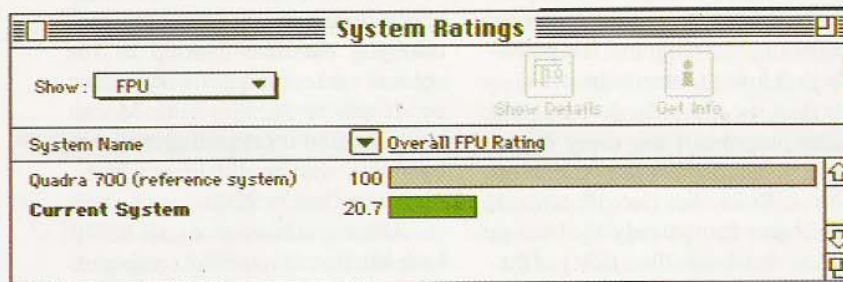 System Ratings
Show: FPU
Show Details Get Info
System Name Overall FPU Rating
Quadra 700 (reference system) 100
Current System 20.7